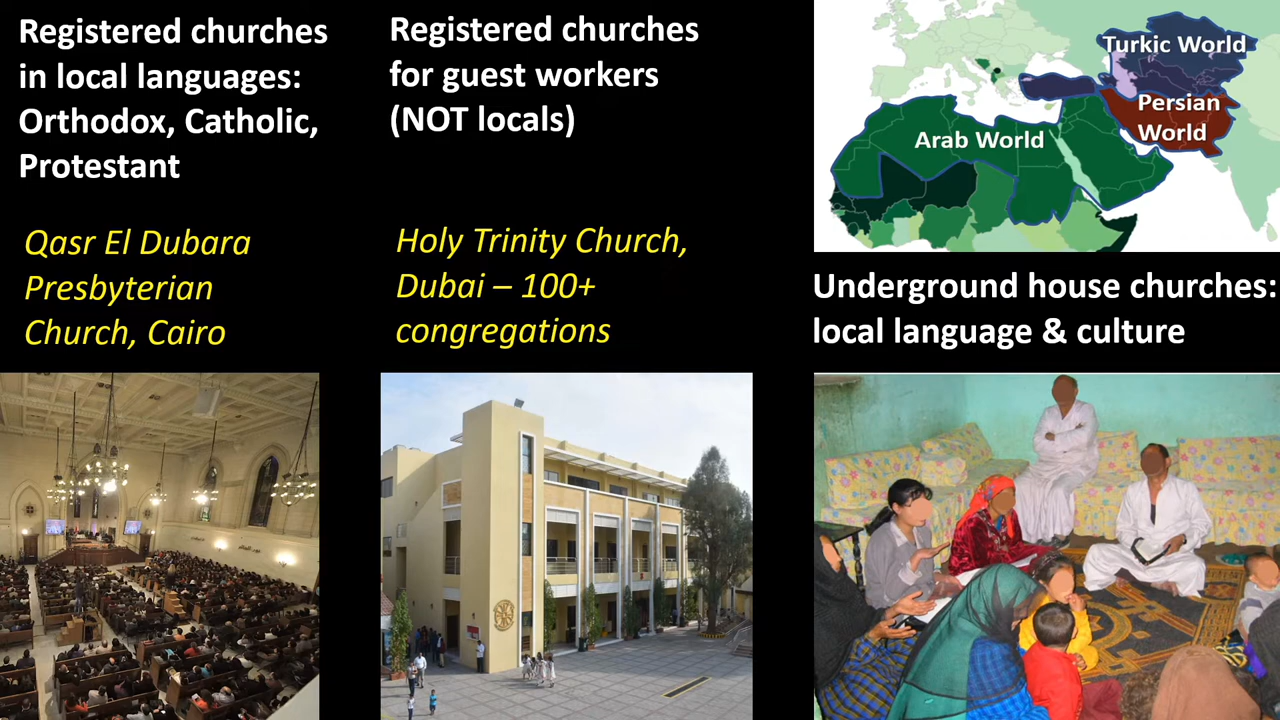 Registered churches
in local languages:
Orthodox, Catholic,
Protestant
Qasr El Dubara
Presbyterian
Church, Cairo
Registered churches
for guest workers
(NOT locals)
Holy Trinity Church,
Dubai – 100+
congregations
Turkic World
Persian
World
Arab World
Underground house churches:
local language & culture